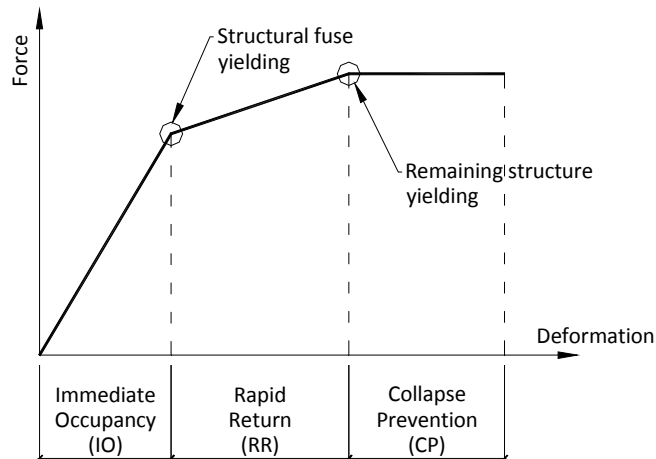 Force
Structural fuse
yielding
Remaining structure
yielding
Deformation
Immediate
Occupancy
(IO)
Rapid
Return
(RR)
Collapse
Prevention
(CP)